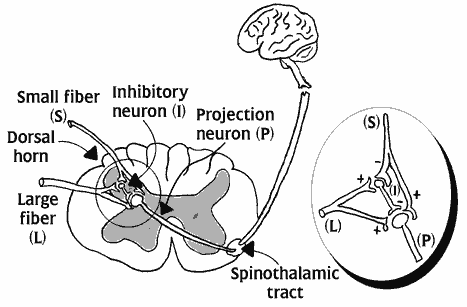 Small fiber
(S)
Inhibitory
neuron (I)
Projection
neuron (P)
Dorsal
horn
Large
fiber
(L)
Spinothalamic
tract
(S)
-
+
(I)
-
+
(L)
+
(P)